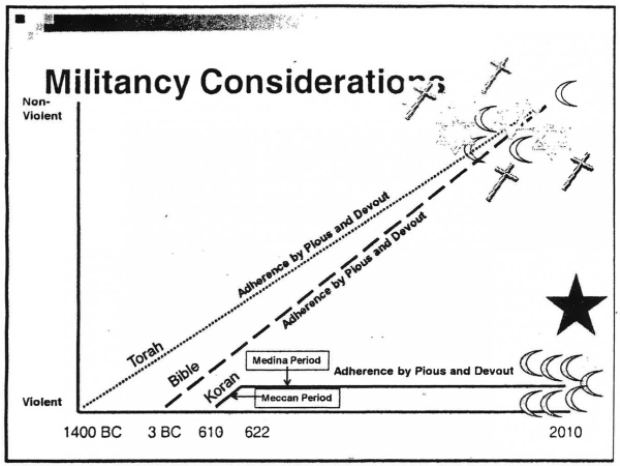 Militancy Considerations
Non-
Violent
Adherence by Pious and Devout
Adherence by Pious and Devout
Torah
Bible
Koran
Medina Period
Adherence by Pious and Devout
Meccan Period
Violent
1400 BC 3 BC 610 622 2010